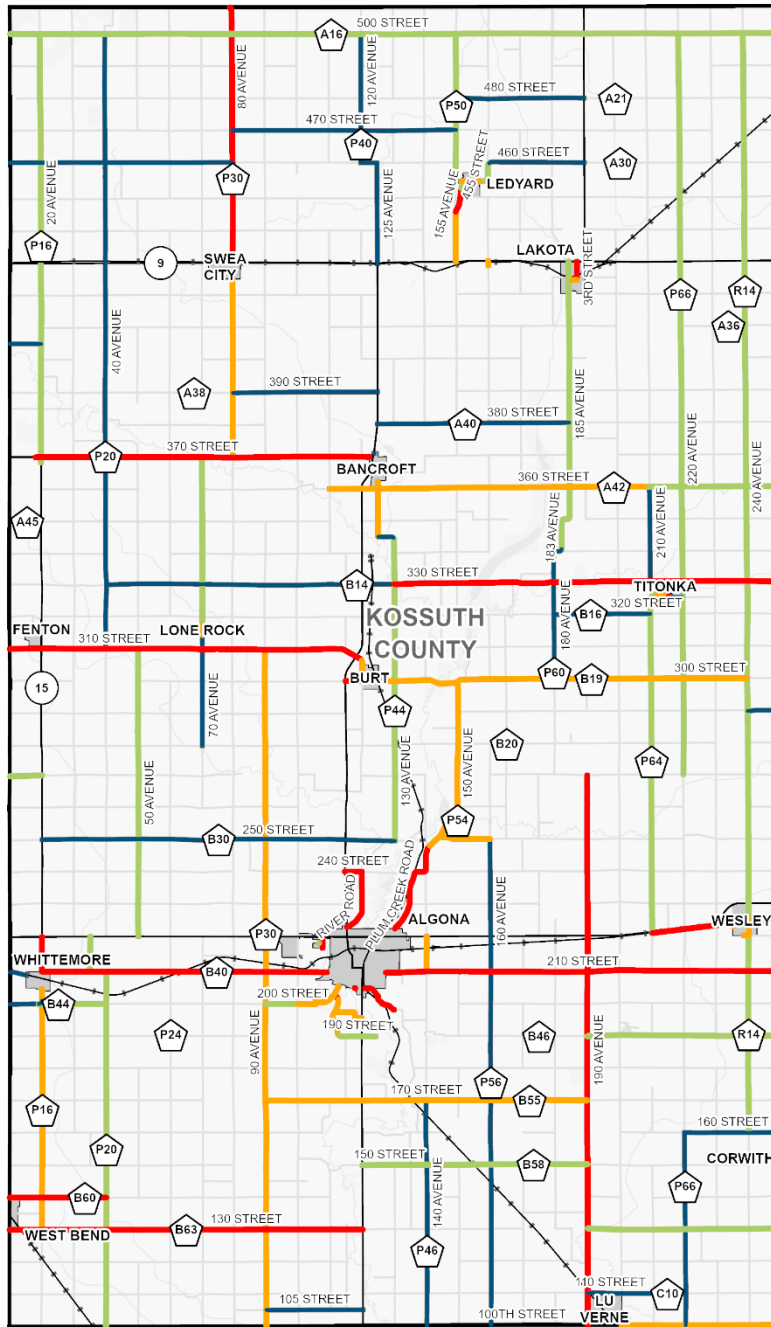 500 STREET
A16
80 AVENUE
120 AVENUE
480 STREET
A21
P50
470 STREET
P40
460 STREET
A30
455 STREET
LEDYARD
P30
20 AVENUE
125 AVENUE
155 AVENUE
P16
9
SWEA
CITY
LAKOTA
3RD STREET
P66
R14
A36
40 AVENUE
390 STREET
A38
380 STREET
A40
185 AVENUE
370 STREET
P20
BANCROFT
220 AVENUE
240 AVENUE
360 STREET
A42
A45
183 AVENUE
210 AVENUE
330 STREET
B14
TITONKA
KOSSUTH
COUNTY
B16
320 STREET
FENTON
LONE ROCK
310 STREET
180 AVENUE
15
BURT
P60
B19
300 STREET
70 AVENUE
P44
B20
P64
50 AVENUE
130 AVENUE
150 AVENUE
250 STREET
B30
P54
240 STREET
RIVER ROAD
PLUM CREEK ROAD
ALGONA
160 AVENUE
WESLEY
P30
WHITTEMORE
B40
210 STREET
B44
200 STREET
190 STREET
P24
B46
R14
90 AVENUE
190 AVENUE
P16
170 STREET
P56
B55
160 STREET
P20
150 STREET
B58
CORWITH
140 AVENUE
P66
B60
WEST BEND
B63
130 STREET
P46
110 STREET
C10
105 STREET
100TH STREET
LU
VERNE